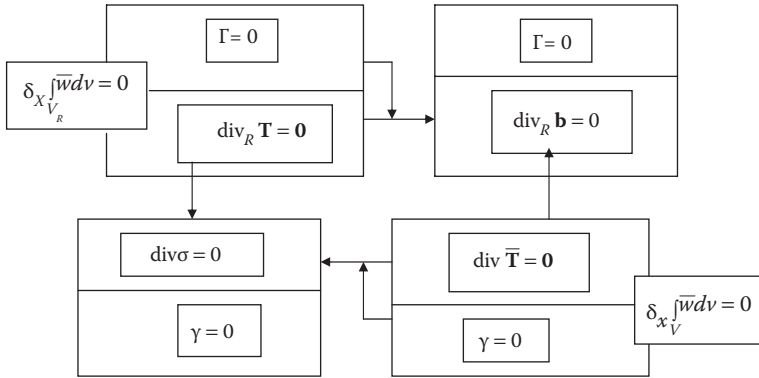 Γ = 0
Γ = 0
δ_X ∫_{V_R} w̅dv = 0
div_R T = 0
div_R b = 0
divσ = 0
div T̅ = 0
γ = 0
γ = 0
δ_x ∫_V w̅dv = 0